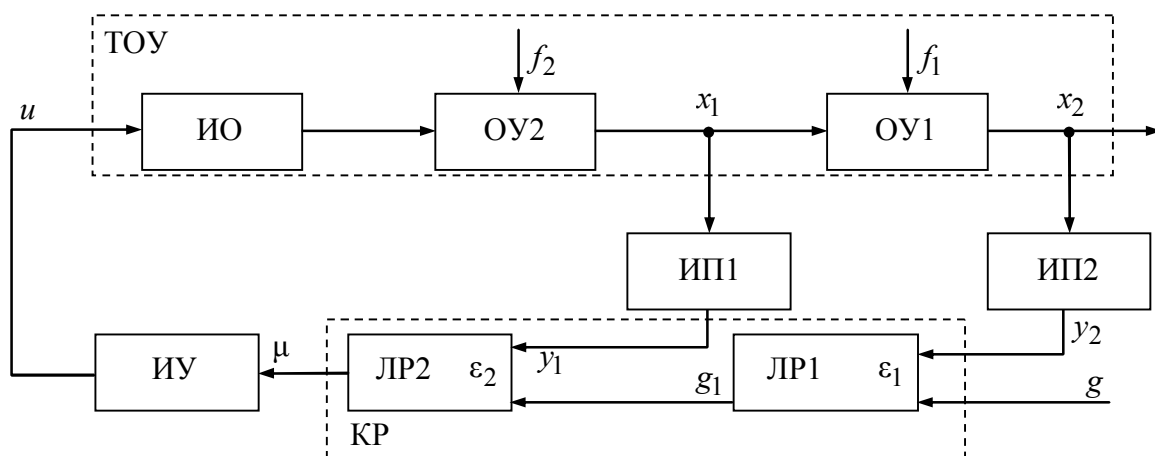 ТОУ
f2
f1
u
x1
x2
ИО
ОУ2
ОУ1
ИП1
ИП2
y2
μ
y1
ИУ
ЛР2
ε2
ЛР1
ε1
g1
g
КР